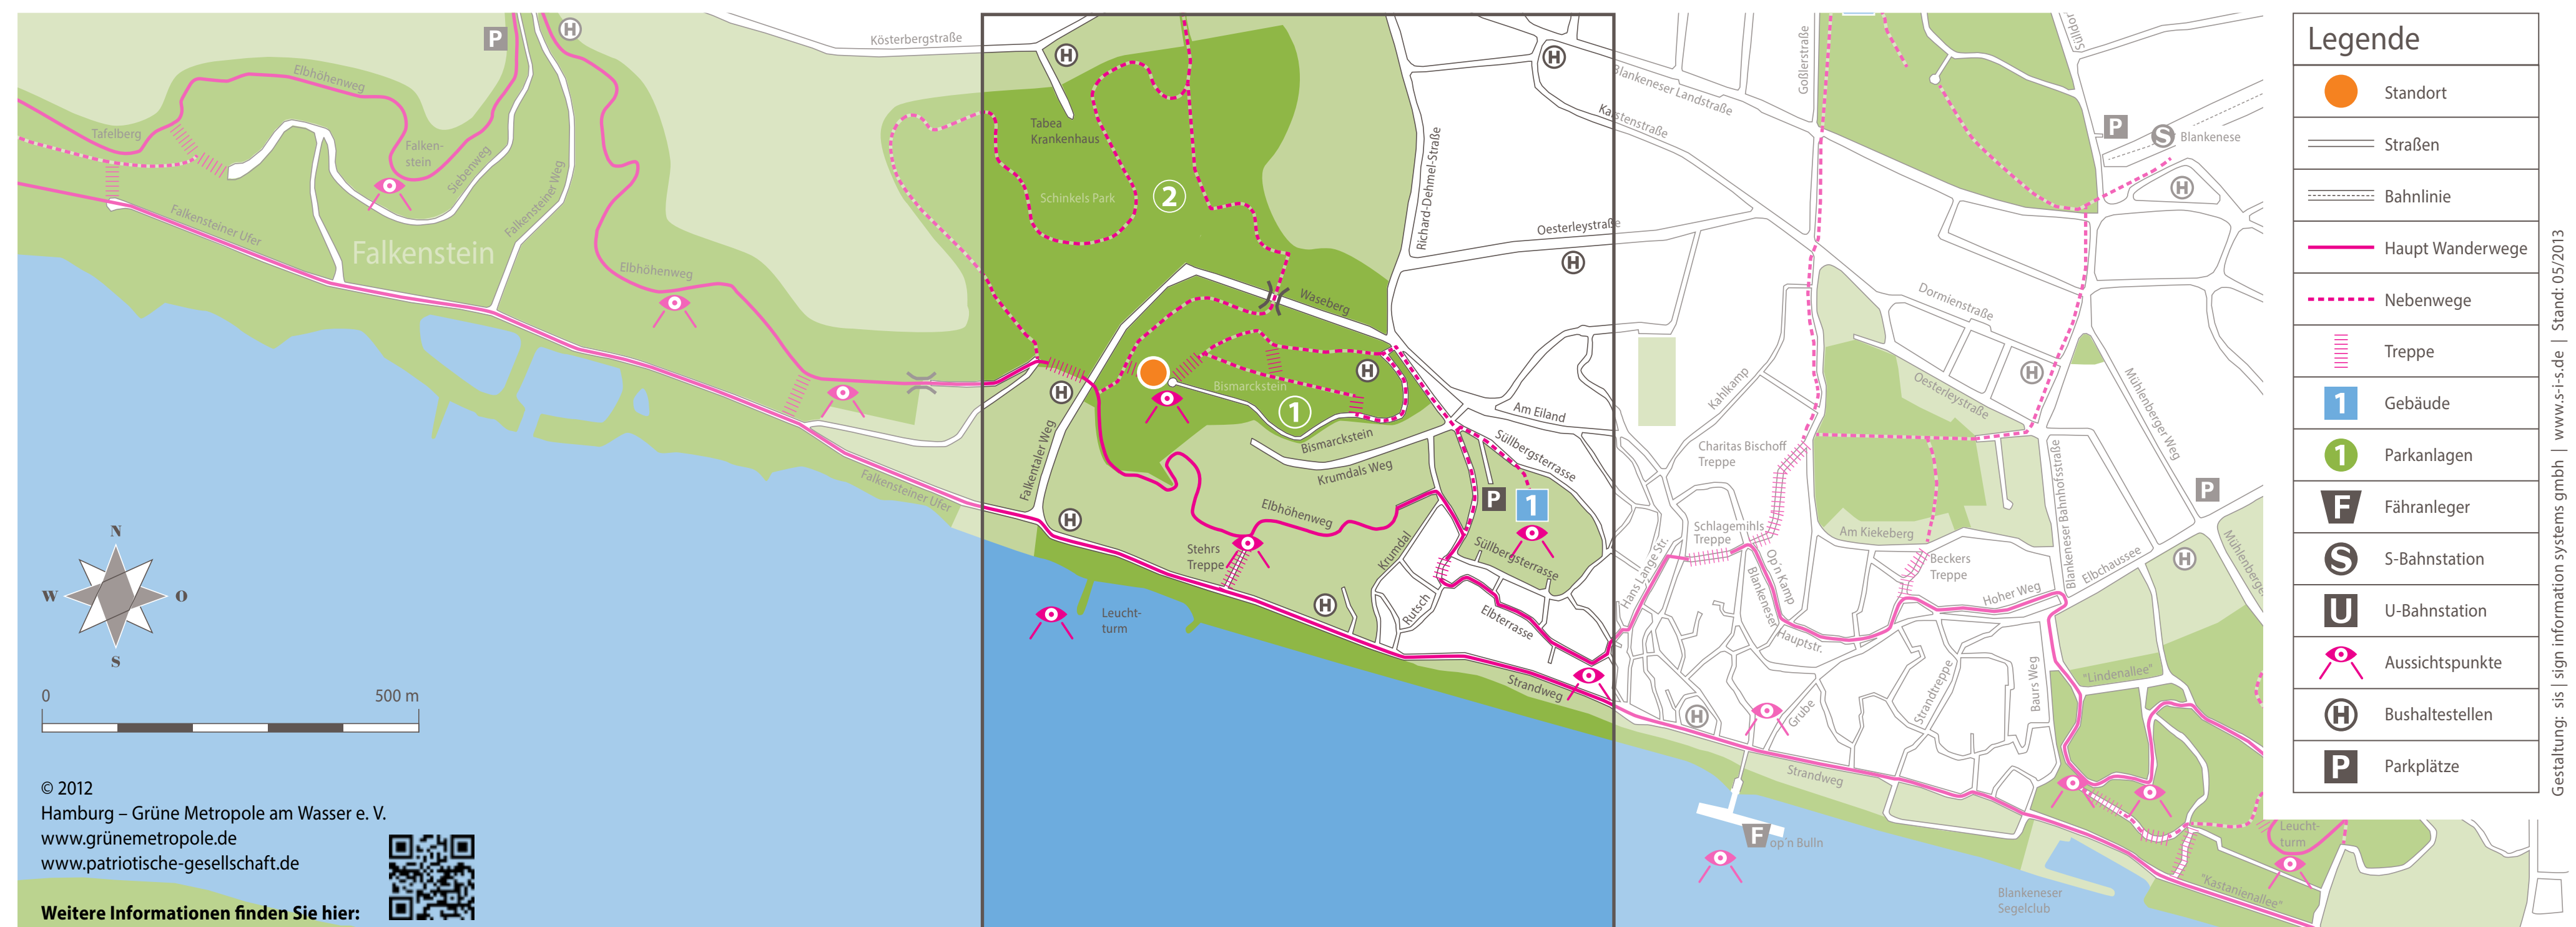 P
H
Kösterbergstraße
Elbhöhenweg
Tafelberg
Falken-
stein
Siebenweg
Falkensteiner Weg
Falkensteiner Ufer
Falkenstein
Elbhöhenweg
Falkensteiner Ufer
H
Tabea
Krankenhaus
Schinkels Park
2
Richard-Dehmel-Straße
H
Oesterleystraße
H
Waseberg
H
Bismarckstein
1
H
Falkentaler Weg
H
Bismarckstein
Krumdals Weg
Elbhöhenweg
Stehrs
Treppe
Krumdal
Rutsch
H
Am Eiland
Süllbergsterrasse
P
1
Süllbergsterrasse
Elbterrasse
Strandweg
Leucht-
turm
Blankeneser Landstraße
Karstenstraße
Goßlerstraße
Sülldorf
P
S
Blankenese
H
Dormienstraße
Oesterleystraße
H
Mühlenberger Weg
Kahlkamp
Charitas Bischoff
Treppe
Schlagemihls
Treppe
Hans Lange Str.
Op'n Kamp
Blankeneser
Hauptstr.
Am Kiekeberg
Beckers
Treppe
Hoher Weg
Blankeneser Bahnhofsstraße
Elbchaussee
P
H
Mühlenberge
H
Grube
Strandtreppe
Baurs Weg
"Lindenallee"
Strandweg
F
op'n Bulln
Blankeneser
Segelclub
Leucht-
turm
"Kastanienallee"
N
W
O
S
0
500 m
© 2012
Hamburg – Grüne Metropole am Wasser e. V.
www.grünemetropole.de
www.patriotische-gesellschaft.de
Weitere Informationen finden Sie hier:
Legende
Standort
Straßen
Bahnlinie
Haupt Wanderwege
Nebenwege
Treppe
1 Gebäude
1 Parkanlagen
F Fähranleger
S S-Bahnstation
U U-Bahnstation
Aussichtspunkte
H Bushaltestellen
P Parkplätze
Gestaltung: sis | sign information systems gmbh | www.s-i-s.de | Stand: 05/2013